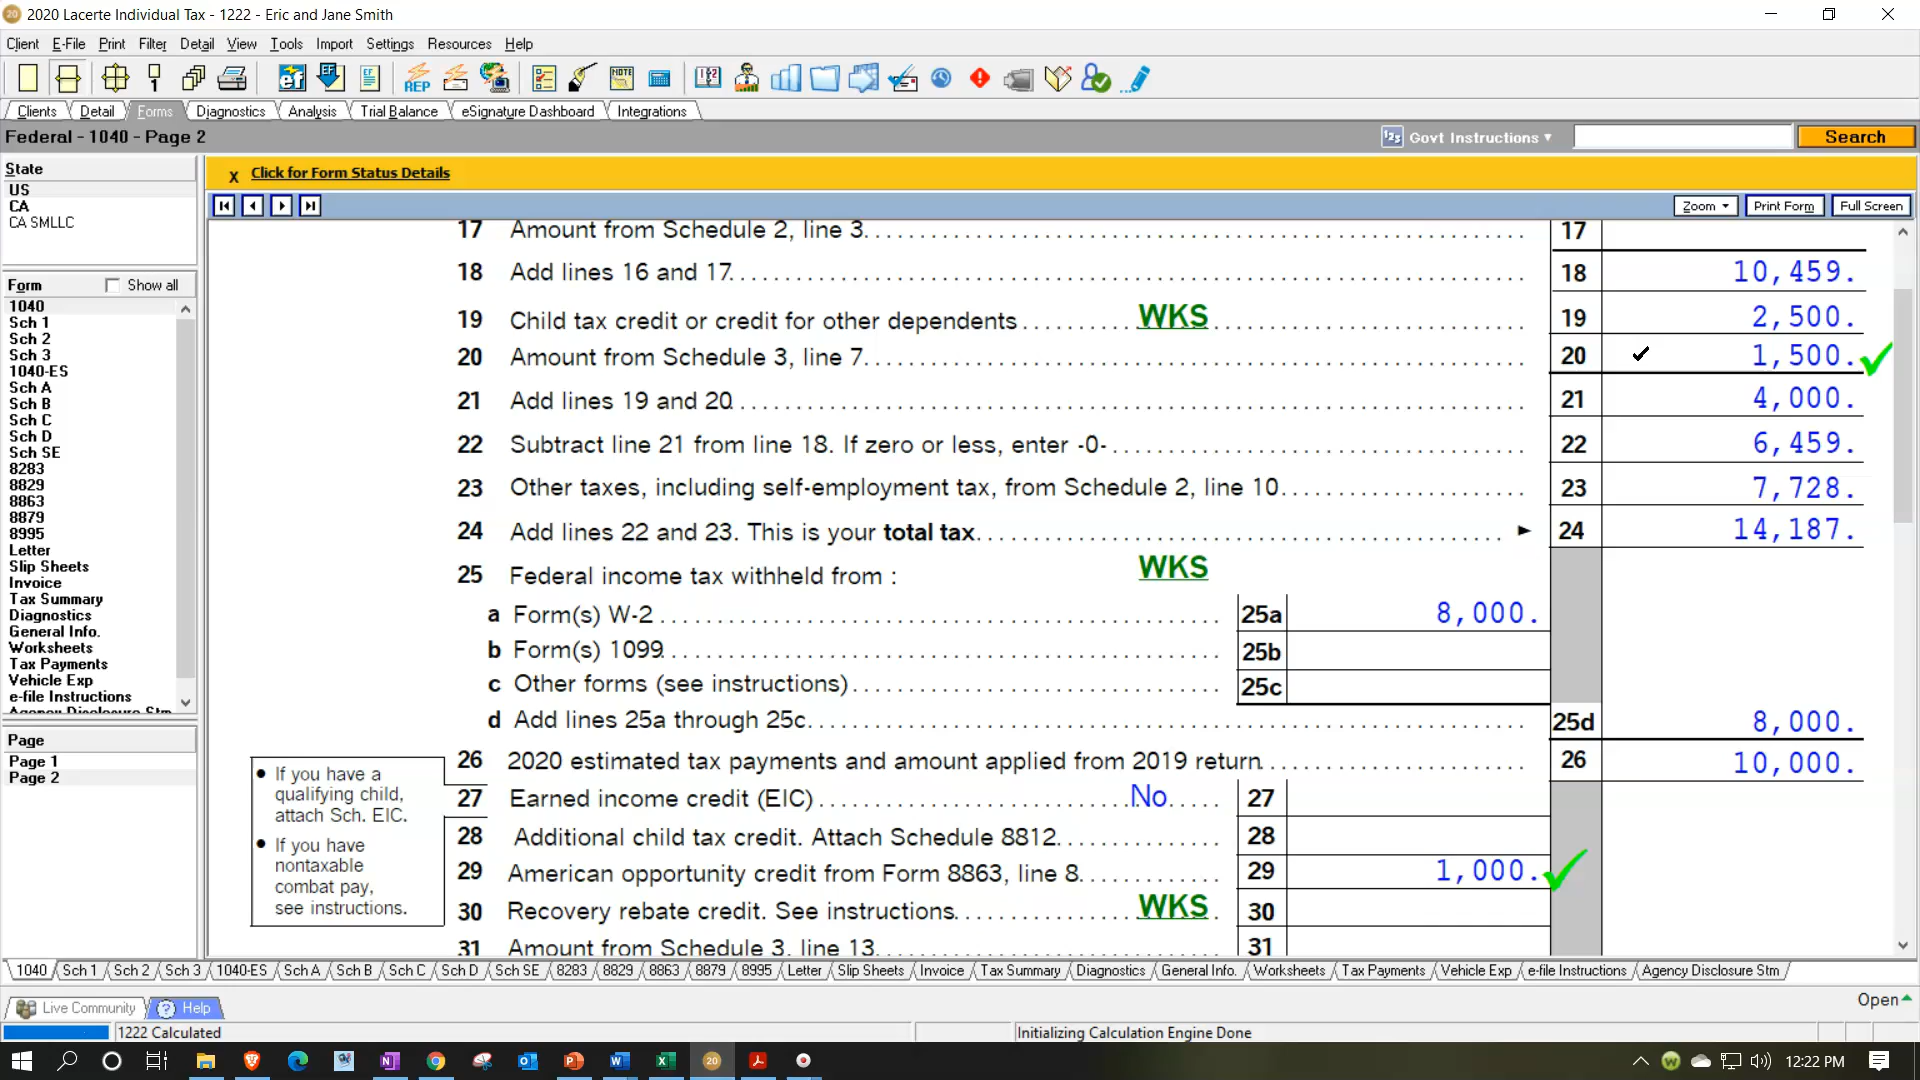 20 2020 Lacerte Individual Tax - 1222 - Eric and Jane Smith
Client E-File Print Filter Detail View Tools Import Settings Resources Help
Clients Detail Forms Diagnostics Analysis Trial Balance eSignature Dashboard Integrations
Federal - 1040 - Page 2
Govt Instructions
Search
State
US
CA
CA SMLLC
Form Show all
1040
Sch 1
Sch 2
Sch 3
1040-ES
Sch A
Sch B
Sch C
Sch D
Sch SE
8283
8829
8863
8879
8995
Letter
Slip Sheets
Invoice
Tax Summary
Diagnostics
General Info.
Worksheets
Tax Payments
Vehicle Exp
e-file Instructions
Agency Disclosure Stm
Page
Page 1
Page 2
x Click for Form Status Details
Zoom Print Form Full Screen
17 Amount from Schedule 2, line 3. 17
18 Add lines 16 and 17. 18 10,459.
19 Child tax credit or credit for other dependents WKS 19 2,500.
20 Amount from Schedule 3, line 7. 20 ✓ 1,500.
21 Add lines 19 and 20 21 4,000.
22 Subtract line 21 from line 18. If zero or less, enter -0- 22 6,459.
23 Other taxes, including self-employment tax, from Schedule 2, line 10. 23 7,728.
24 Add lines 22 and 23. This is your total tax. ► 24 14,187.
25 Federal income tax withheld from : WKS
a Form(s) W-2 25a 8,000.
b Form(s) 1099 25b
c Other forms (see instructions) 25c
d Add lines 25a through 25c. 25d 8,000.
26 2020 estimated tax payments and amount applied from 2019 return 26 10,000.
• If you have a
qualifying child,
attach Sch. EIC.
• If you have
nontaxable
combat pay,
see instructions.
27 Earned income credit (EIC) No 27
28 Additional child tax credit. Attach Schedule 8812. 28
29 American opportunity credit from Form 8863, line 8. 29 1,000.
30 Recovery rebate credit. See instructions. WKS 30
31 Amount from Schedule 3, line 13. 31
1040 Sch 1 Sch 2 Sch 3 1040-ES Sch A Sch B Sch C Sch D Sch SE 8283 8829 8863 8879 8995 Letter Slip Sheets Invoice Tax Summary Diagnostics General Info. Worksheets Tax Payments Vehicle Exp e-file Instructions Agency Disclosure Stm
Live Community Help
Open
1222 Calculated
Initializing Calculation Engine Done
12:22 PM